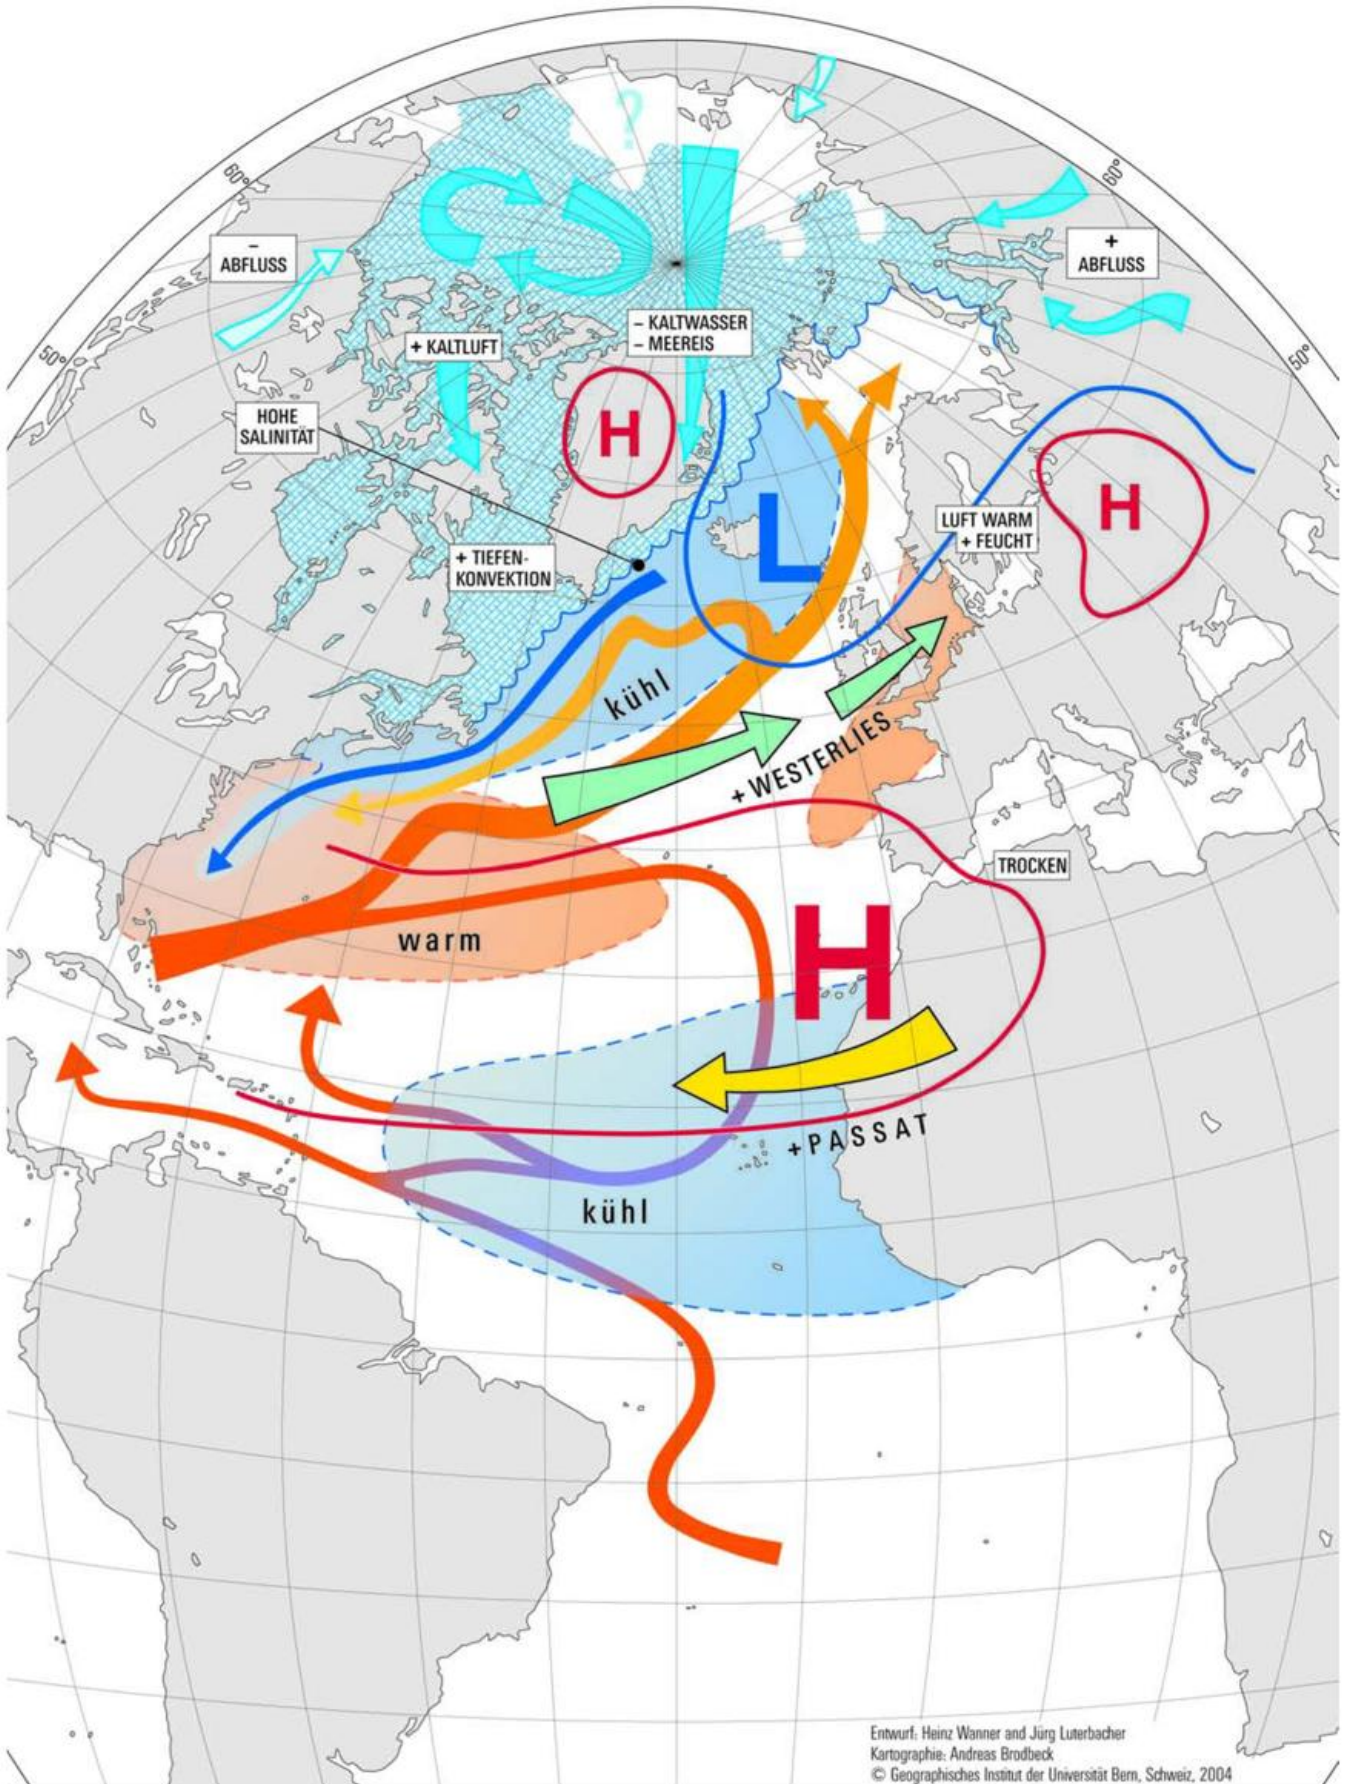 ?
60°
60°
–
ABFLUSS
+
ABFLUSS
– KALTWASSER
– MEEREIS
+ KALTLUFT
50°
50°
HOHE
SALINITÄT
H
H
L
LUFT WARM
+ FEUCHT
+ TIEFEN-
KONVEKTION
kühl
+WESTERLIES
TROCKEN
warm
H
+PASSAT
kühl
Entwurf: Heinz Wanner and Jürg Luterbacher
Kartographie: Andreas Brodbeck
© Geographisches Institut der Universität Bern, Schweiz, 2004